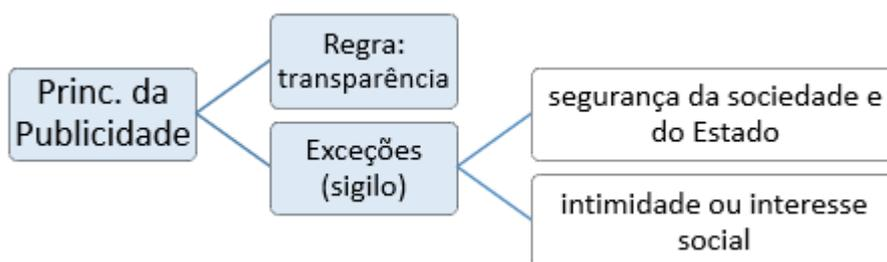 Princ. da
Publicidade
Regra:
transparência
Exceções
(sigilo)
segurança da sociedade e
do Estado
intimidade ou interesse
social